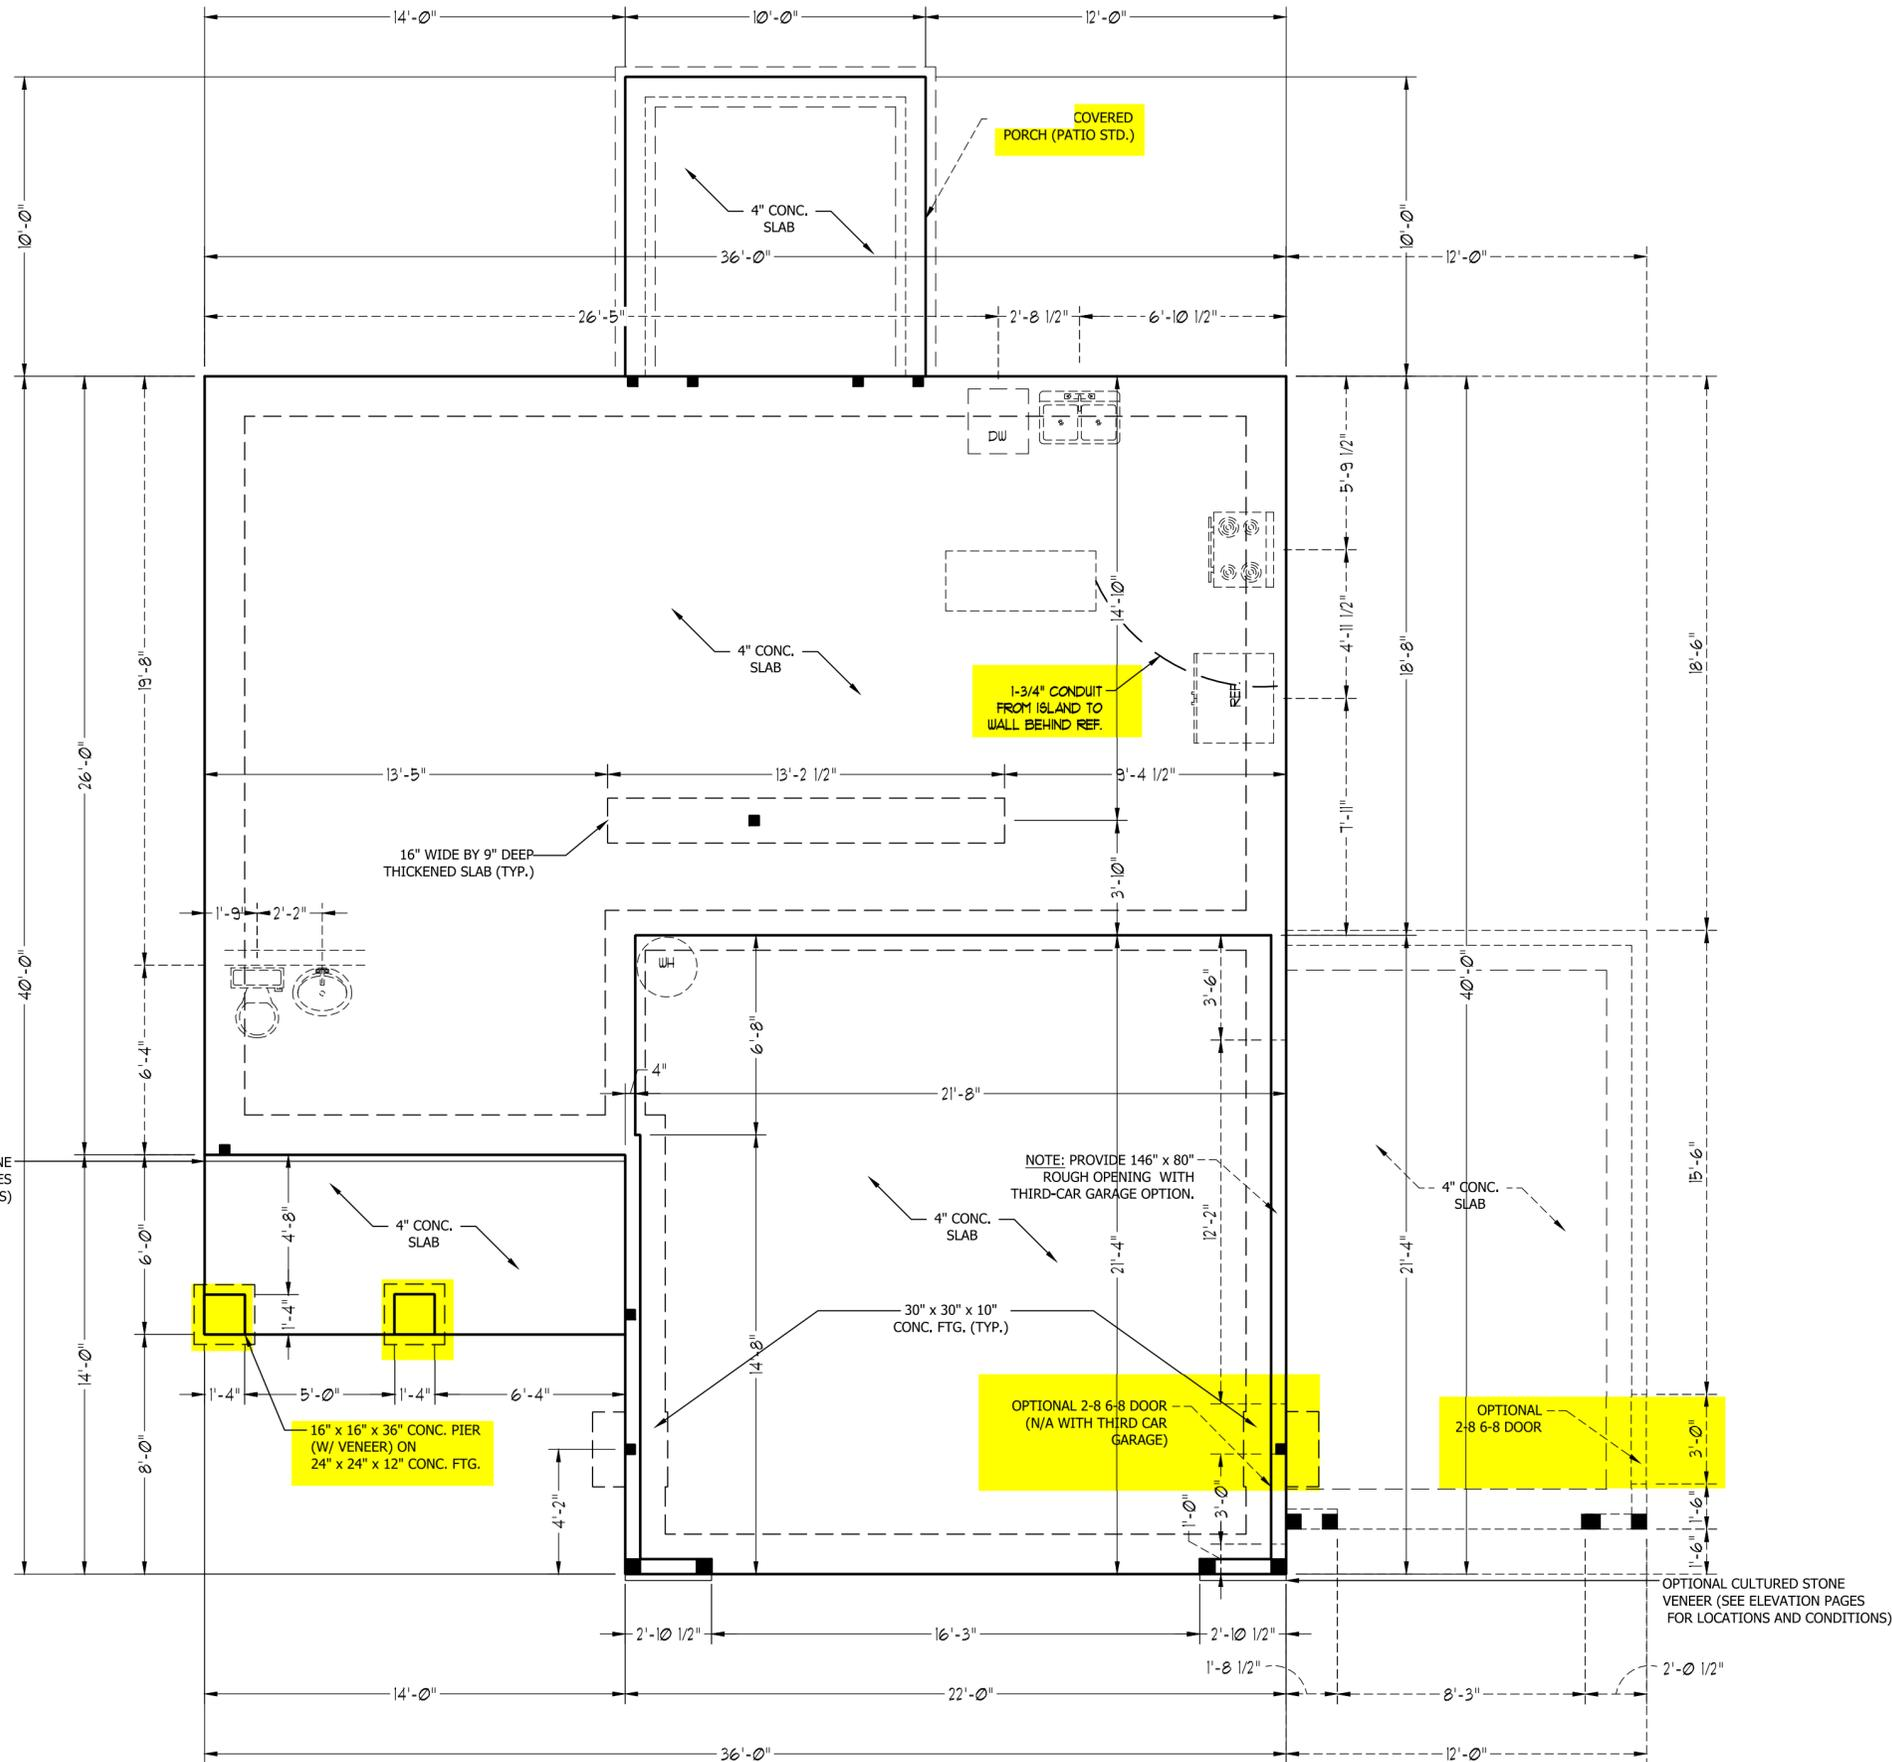 14'-0"
10'-0"
12'-0"
COVERED
PORCH (PATIO STD.)
10'-0"
10'-0"
4" CONC.
SLAB
36'-0"
12'-0"
26'-5"
2'-8 1/2"
6'-10 1/2"
DW
5'-9 1/2"
14'-10"
4'-11 1/2"
18'-8"
18'-6"
19'-8"
26'-0"
4" CONC.
SLAB
1-3/4" CONDUIT
FROM ISLAND TO
WALL BEHIND REF.
REF.
13'-5"
13'-2 1/2"
9'-4 1/2"
7'-11"
16" WIDE BY 9" DEEP
THICKENED SLAB (TYP.)
3'-10"
1'-9"
2'-2"
40'-0"
WH
3'-6"
40'-0"
6'-4"
6'-8"
4"
21'-8"
15'-6"
NE
ES
S)
NOTE: PROVIDE 146" x 80"
ROUGH OPENING WITH
THIRD-CAR GARAGE OPTION.
4" CONC.
SLAB
4'-8"
6'-0"
4" CONC.
SLAB
4" CONC.
SLAB
12'-2"
21'-4"
21'-4"
1'-4"
30" x 30" x 10"
CONC. FTG. (TYP.)
14'-8"
14'-0"
1'-4"
5'-0"
1'-4"
6'-4"
8'-0"
16" x 16" x 36" CONC. PIER
(W/ VENEER) ON
24" x 24" x 12" CONC. FTG.
OPTIONAL 2-8 6-8 DOOR
(N/A WITH THIRD CAR
GARAGE)
OPTIONAL
2-8 6-8 DOOR
3'-0"
4'-2"
1'-0"
3'-0"
1'-6"
1'-6"
OPTIONAL CULTURED STONE
VENEER (SEE ELEVATION PAGES
FOR LOCATIONS AND CONDITIONS)
2'-10 1/2"
16'-3"
2'-10 1/2"
1'-8 1/2"
2'-0 1/2"
14'-0"
22'-0"
8'-3"
36'-0"
12'-0"